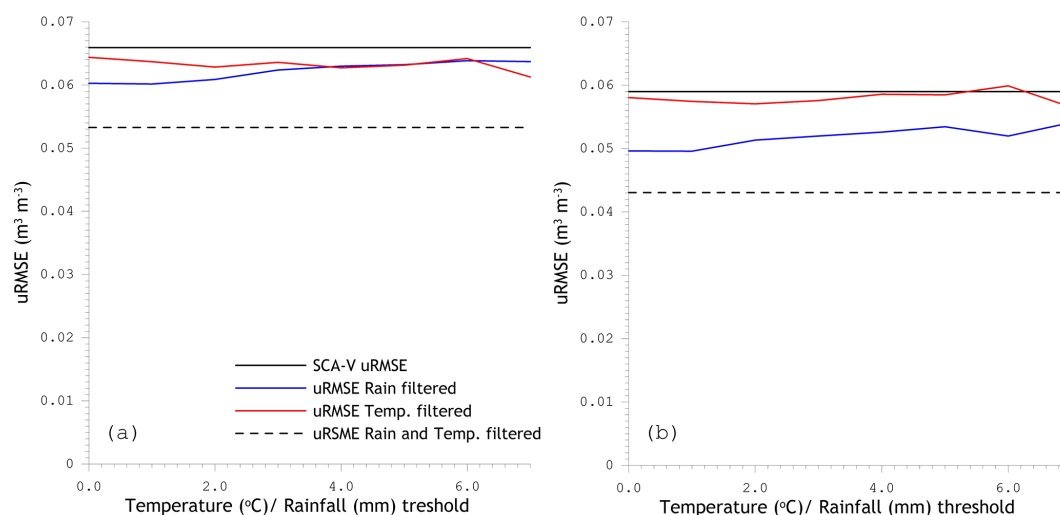 0.07
0.06
0.05
0.04
0.03
0.02
0.01
0
uRMSE (m³ m⁻³)
SCA-V uRMSE
uRMSE Rain filtered
uRMSE Temp. filtered
uRSME Rain and Temp. filtered
(a)
0.0 2.0 4.0 6.0
Temperature (ºC)/ Rainfall (mm) treshold
0.07
0.06
0.05
0.04
0.03
0.02
0.01
0
uRMSE (m³ m⁻³)
(b)
0.0 2.0 4.0 6.0
Temperature (ºC)/ Rainfall (mm) threshold